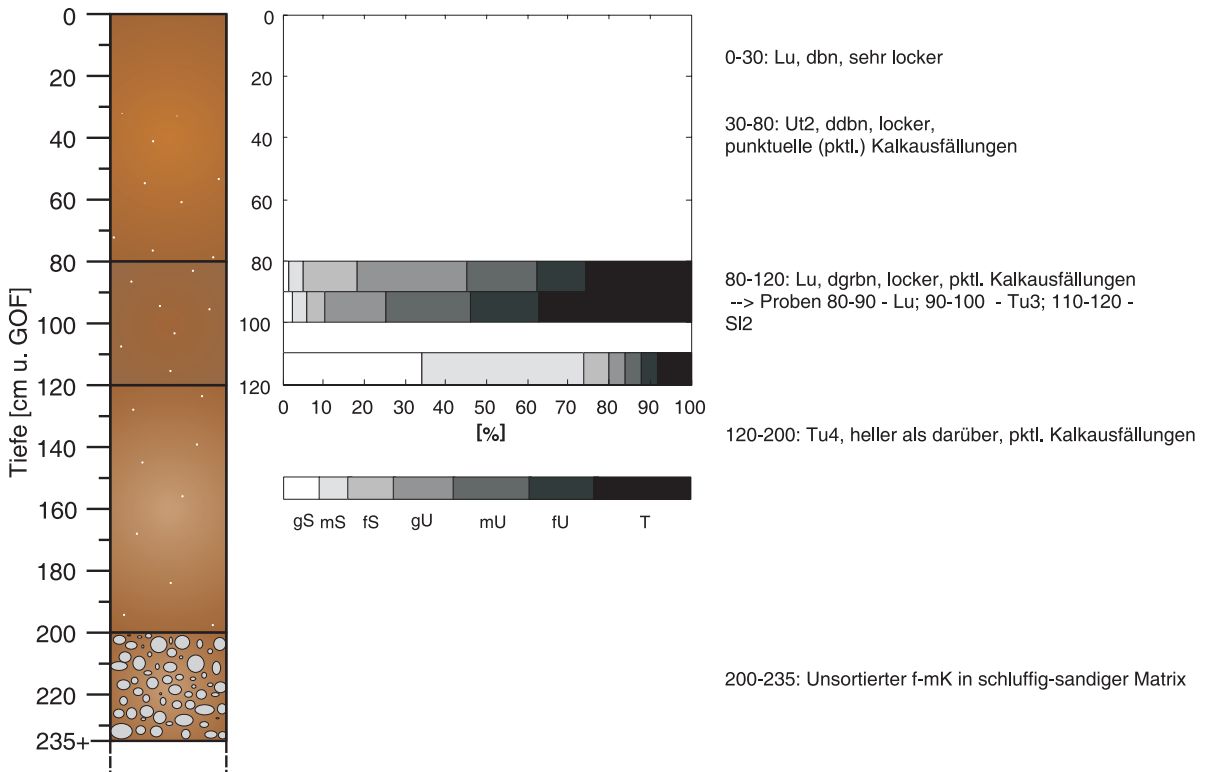 Tiefe [cm u. GOF]
0
20
40
60
80
100
120
140
160
180
200
220
235+
0
20
40
60
80
100
120
0 10 20 30 40 50 60 70 80 90 100
[%]
gS mS fS gU mU fU T
0-30: Lu, dbn, sehr locker
30-80: Ut2, ddbn, locker,
punktuelle (pktl.) Kalkausfällungen
80-120: Lu, dgrbn, locker, pktl. Kalkausfällungen
--> Proben 80-90 - Lu; 90-100 - Tu3; 110-120 -
Sl2
120-200: Tu4, heller als darüber, pktl. Kalkausfällungen
200-235: Unsortierter f-mK in schluffig-sandiger Matrix